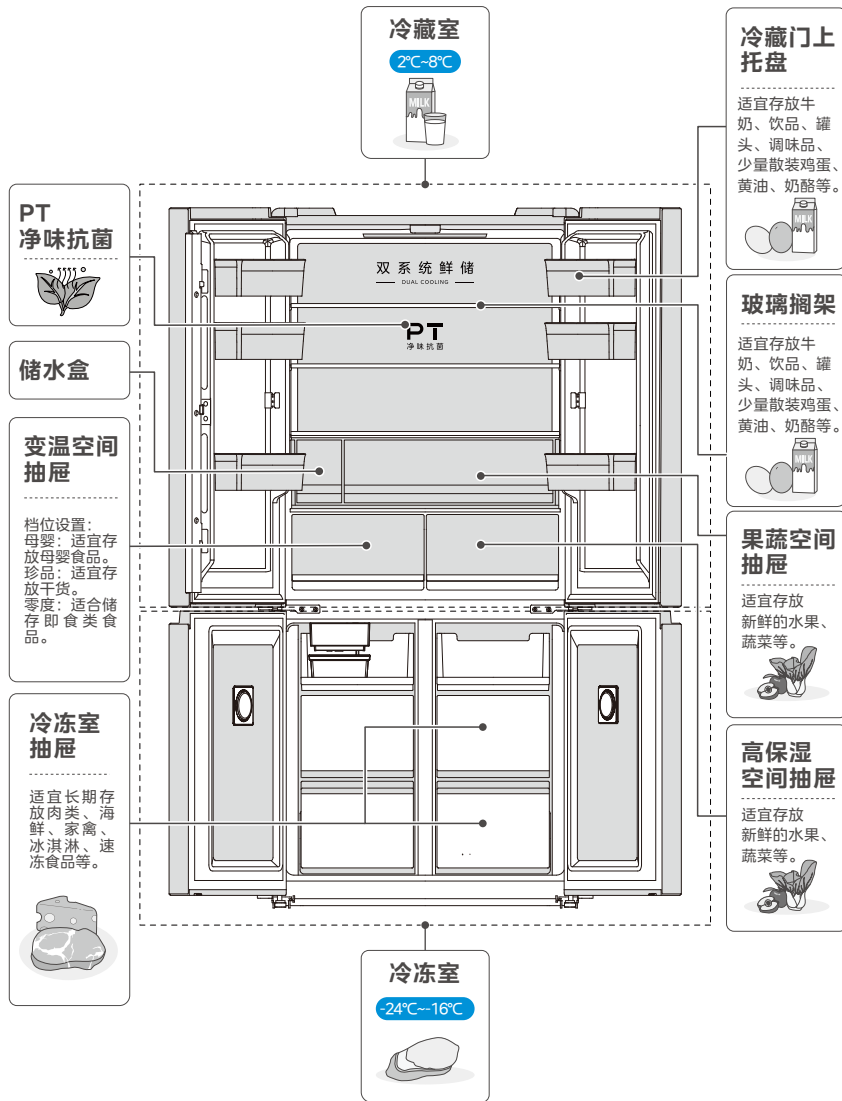 冷藏室
2℃~8℃
MILK
冷藏门上
托盘
适宜存放牛
奶、饮品、罐
头、调味品、
少量散装鸡蛋、
黄油、奶酪等。
MILK
PT
净味抗菌
双系统鲜储
DUAL COOLING
PT
净味抗菌
玻璃搁架
适宜存放牛
奶、饮品、罐
头、调味品、
少量散装鸡蛋、
黄油、奶酪等。
MILK
储水盒
变温空间
抽屉
档位设置：
母婴：适宜存
放母婴食品。
珍品：适宜存
放干货。
零度：适合储
存即食类食
品。
果蔬空间
抽屉
适宜存放
新鲜的水果、
蔬菜等。
冷冻室
抽屉
适宜长期存
放肉类、海
鲜、家禽、
冰淇淋、速
冻食品等。
高保湿
空间抽屉
适宜存放
新鲜的水果、
蔬菜等。
冷冻室
-24℃~-16℃